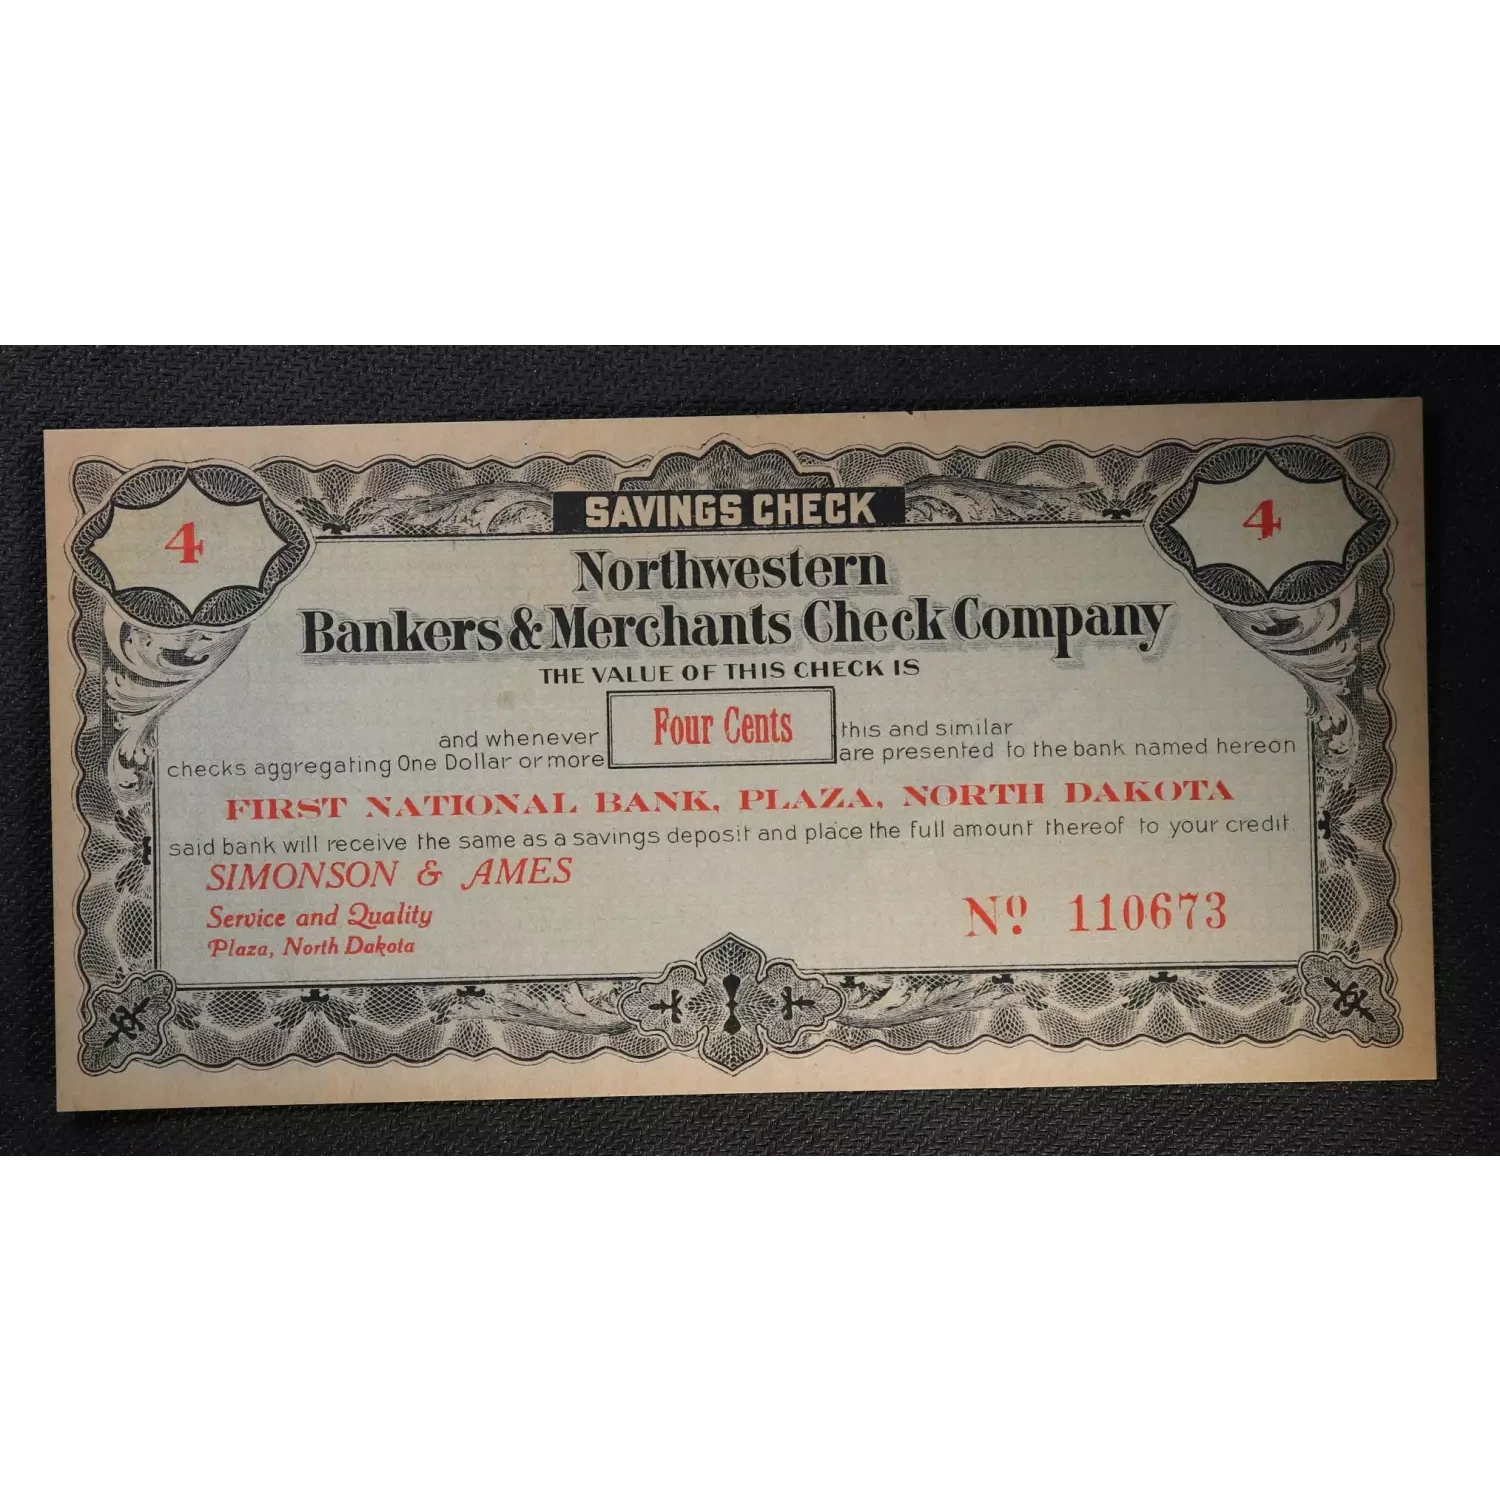 4 SAVINGS CHECK 4
Northwestern
Bankers & Merchants Check Company
THE VALUE OF THIS CHECK IS
and whenever Four Cents this and similar
checks aggregating One Dollar or more are presented to the bank named hereon
FIRST NATIONAL BANK, PLAZA, NORTH DAKOTA
said bank will receive the same as a savings deposit and place the full amount thereof to your credit
SIMONSON & AMES
Service and Quality
Plaza, North Dakota
Nº 110673